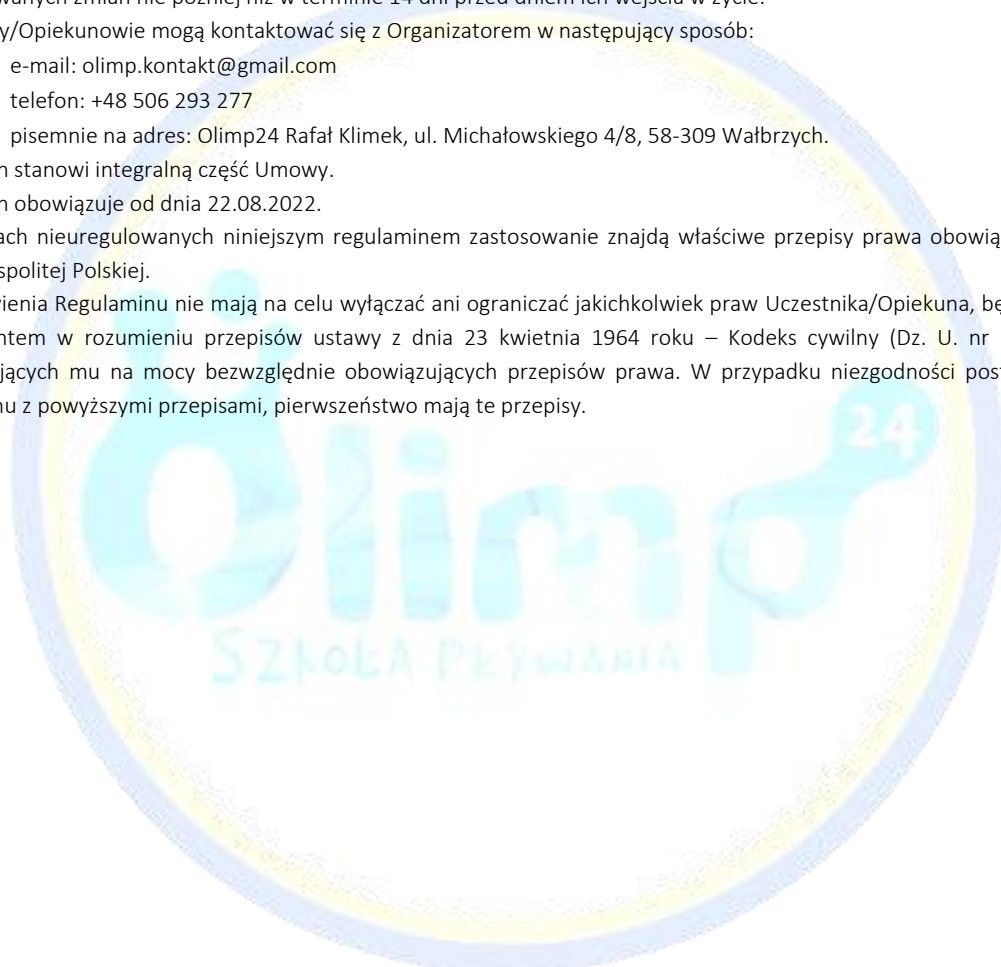 wanych zmian nie później niż w terminie 14 dni przed dniem ich wejścia w życie.
y/Opiekunowie mogą kontaktować się z Organizatorem w następujący sposób:
e-mail: olimp.kontakt@gmail.com
telefon: +48 506 293 277
pisemnie na adres: Olimp24 Rafał Klimek, ul. Michałowskiego 4/8, 58-309 Wałbrzych.
n stanowi integralną część Umowy.
n obowiązuje od dnia 22.08.2022.
ach nieuregulowanych niniejszym regulaminem zastosowanie znajdą właściwe przepisy prawa obowią
spolitej Polskiej.
wienia Regulaminu nie mają na celu wyłączać ani ograniczać jakichkolwiek praw Uczestnika/Opiekuna, bę
ntem w rozumieniu przepisów ustawy z dnia 23 kwietnia 1964 roku – Kodeks cywilny (Dz. U. nr
jących mu na mocy bezwzględnie obowiązujących przepisów prawa. W przypadku niezgodności post
nu z powyższymi przepisami, pierwszeństwo mają te przepisy.
24
Olimp
SZKOŁA PŁYWANIA